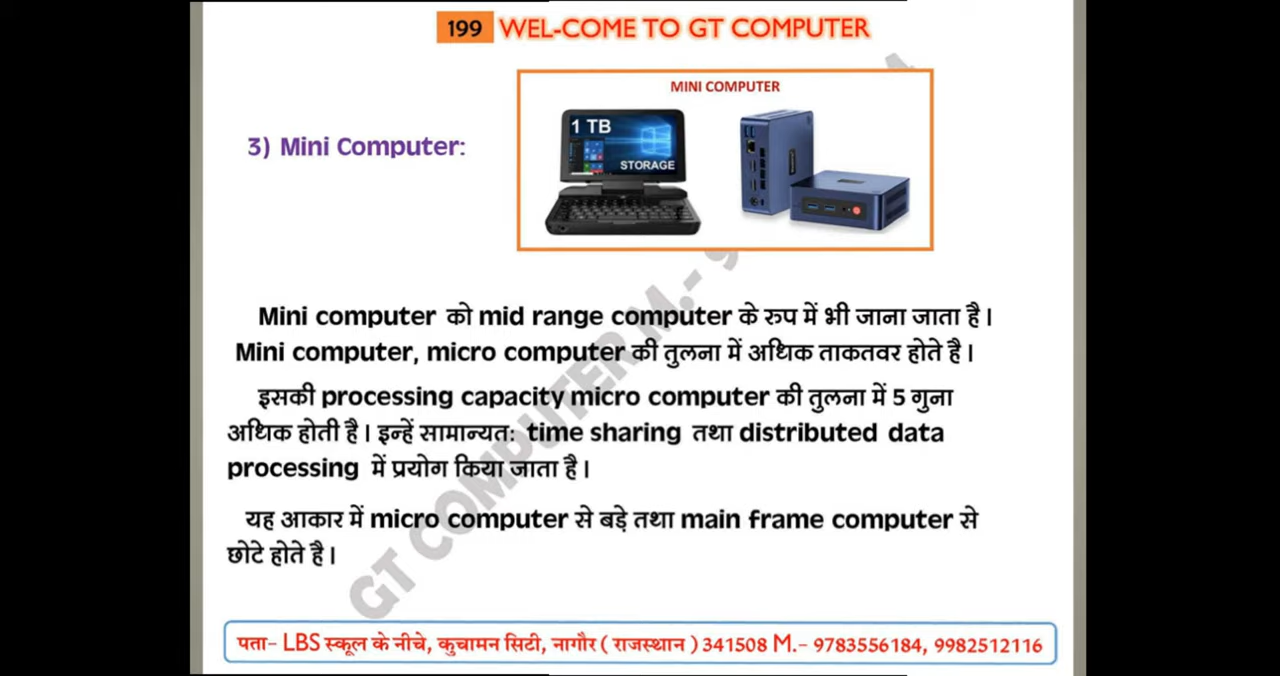 199 WEL-COME TO GT COMPUTER
MINI COMPUTER
3) Mini Computer:
1 TB
STORAGE
Mini computer को mid range computer के रुप में भी जाना जाता है।
Mini computer, micro computer की तुलना में अधिक ताकतवर होते है।
इसकी processing capacity micro computer की तुलना में 5 गुना
अधिक होती है। इन्हें सामान्यत: time sharing तथा distributed data
processing में प्रयोग किया जाता है।
यह आकार में micro computer से बड़े तथा main frame computer से
छोटे होते है।
GT COMPUTER M.- 9
पता- LBS स्कूल के नीचे, कुचामन सिटी, नागौर ( राजस्थान ) 341508 M.- 9783556184, 9982512116